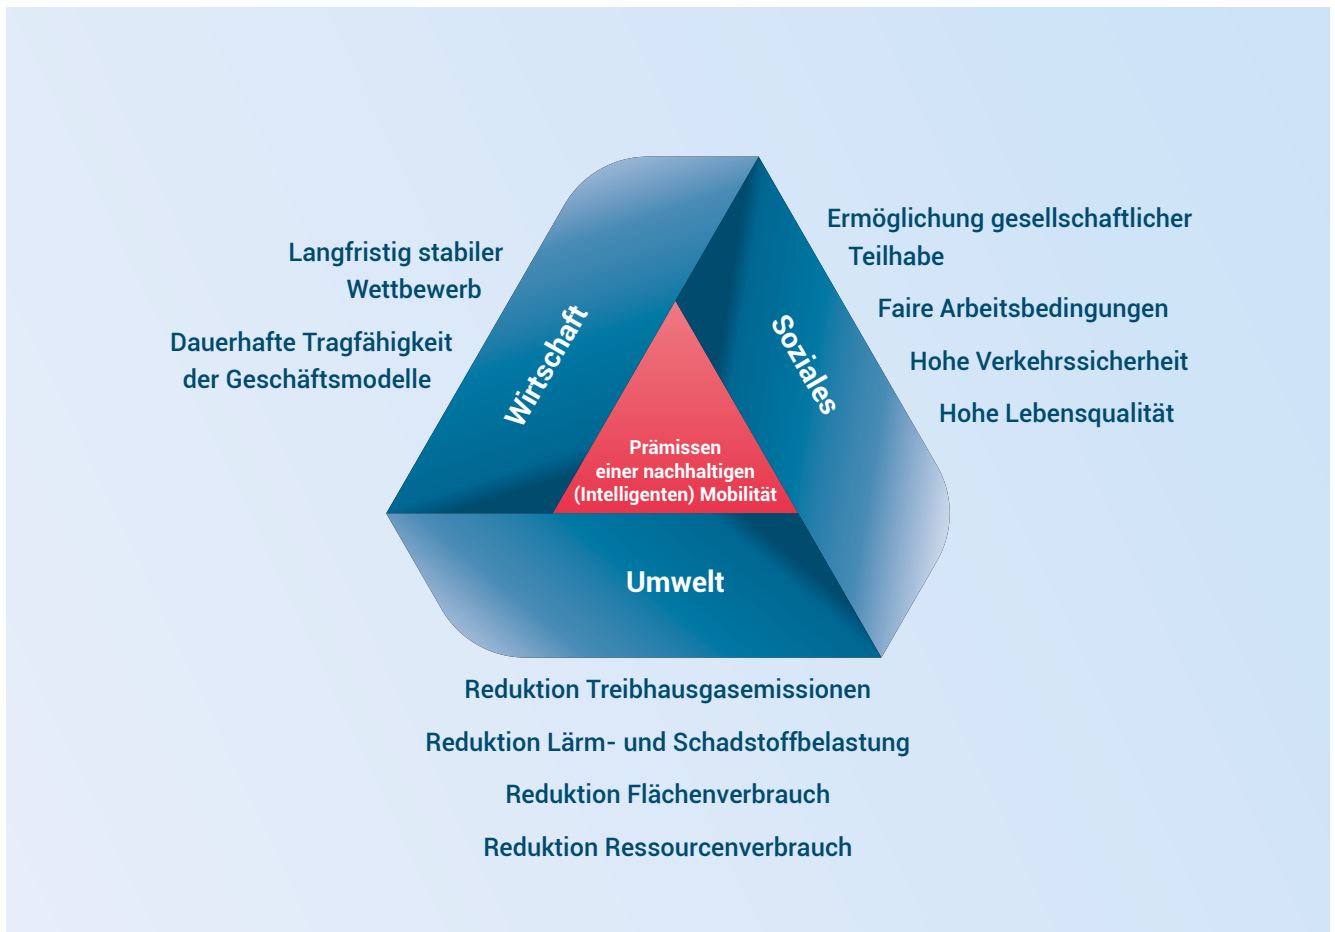 Langfristig stabiler
Wettbewerb
Dauerhafte Tragfähigkeit
der Geschäftsmodelle
Wirtschaft
Soziales
Ermöglichung gesellschaftlicher
Teilhabe
Faire Arbeitsbedingungen
Hohe Verkehrssicherheit
Hohe Lebensqualität
Prämissen
einer nachhaltigen
(Intelligenten) Mobilität
Umwelt
Reduktion Treibhausgasemissionen
Reduktion Lärm- und Schadstoffbelastung
Reduktion Flächenverbrauch
Reduktion Ressourcenverbrauch